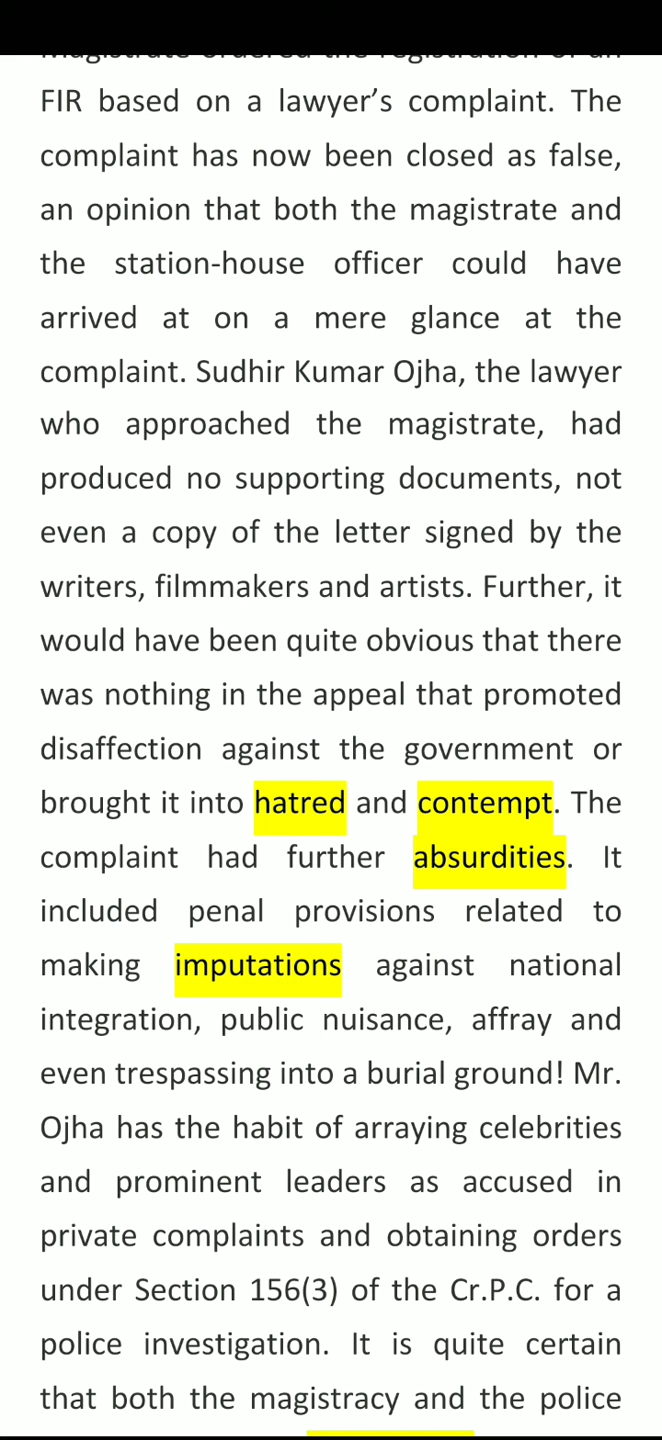 Magistrate ordered the registration of an
FIR based on a lawyer’s complaint. The
complaint has now been closed as false,
an opinion that both the magistrate and
the station-house officer could have
arrived at on a mere glance at the
complaint. Sudhir Kumar Ojha, the lawyer
who approached the magistrate, had
produced no supporting documents, not
even a copy of the letter signed by the
writers, filmmakers and artists. Further, it
would have been quite obvious that there
was nothing in the appeal that promoted
disaffection against the government or
brought it into hatred and contempt. The
complaint had further absurdities. It
included penal provisions related to
making imputations against national
integration, public nuisance, affray and
even trespassing into a burial ground! Mr.
Ojha has the habit of arraying celebrities
and prominent leaders as accused in
private complaints and obtaining orders
under Section 156(3) of the Cr.P.C. for a
police investigation. It is quite certain
that both the magistracy and the police